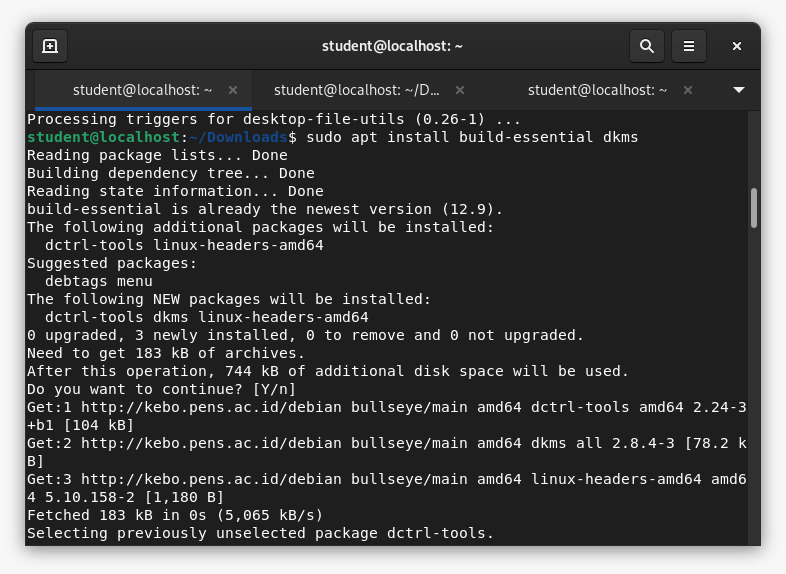 student@localhost: ~
student@localhost: ~
student@localhost: ~/D...
student@localhost: ~
Processing triggers for desktop-file-utils (0.26-1) ...
student@localhost:~/Downloads$ sudo apt install build-essential dkms
Reading package lists... Done
Building dependency tree... Done
Reading state information... Done
build-essential is already the newest version (12.9).
The following additional packages will be installed:
  dctrl-tools linux-headers-amd64
Suggested packages:
  debtags menu
The following NEW packages will be installed:
  dctrl-tools dkms linux-headers-amd64
0 upgraded, 3 newly installed, 0 to remove and 0 not upgraded.
Need to get 183 kB of archives.
After this operation, 744 kB of additional disk space will be used.
Do you want to continue? [Y/n]
Get:1 http://kebo.pens.ac.id/debian bullseye/main amd64 dctrl-tools amd64 2.24-3
+b1 [104 kB]
Get:2 http://kebo.pens.ac.id/debian bullseye/main amd64 dkms all 2.8.4-3 [78.2 k
B]
Get:3 http://kebo.pens.ac.id/debian bullseye/main amd64 linux-headers-amd64 amd6
4 5.10.158-2 [1,180 B]
Fetched 183 kB in 0s (5,065 kB/s)
Selecting previously unselected package dctrl-tools.